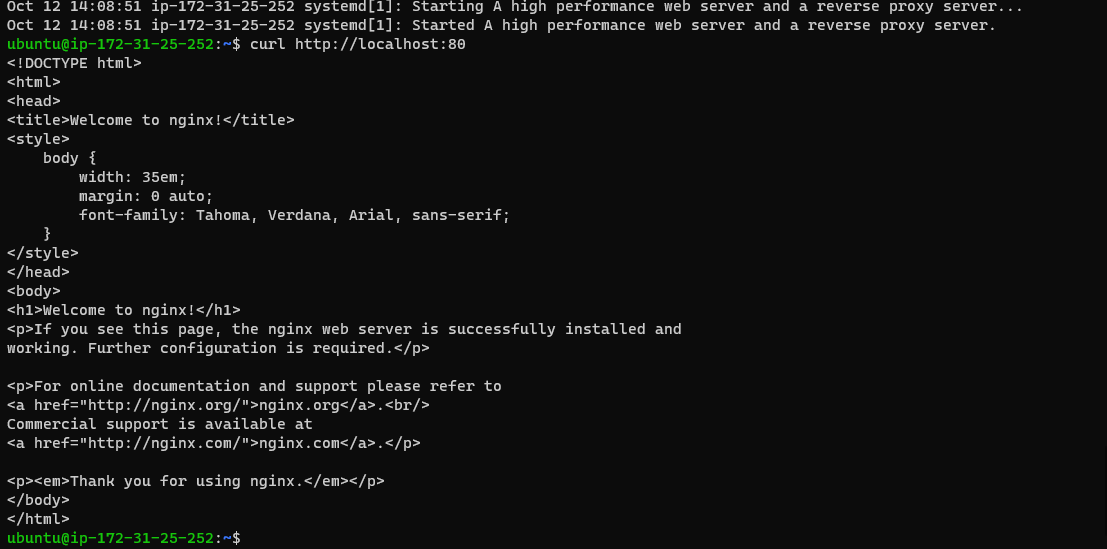 Oct 12 14:08:51 ip-172-31-25-252 systemd[1]: Starting A high performance web server and a reverse proxy server...
Oct 12 14:08:51 ip-172-31-25-252 systemd[1]: Started A high performance web server and a reverse proxy server.
ubuntu@ip-172-31-25-252:~$ curl http://localhost:80
<!DOCTYPE html>
<html>
<head>
<title>Welcome to nginx!</title>
<style>
    body {
        width: 35em;
        margin: 0 auto;
        font-family: Tahoma, Verdana, Arial, sans-serif;
    }
</style>
</head>
<body>
<h1>Welcome to nginx!</h1>
<p>If you see this page, the nginx web server is successfully installed and
working. Further configuration is required.</p>

<p>For online documentation and support please refer to
<a href="http://nginx.org/">nginx.org</a>.<br/>
Commercial support is available at
<a href="http://nginx.com/">nginx.com</a>.</p>

<p><em>Thank you for using nginx.</em></p>
</body>
</html>
ubuntu@ip-172-31-25-252:~$